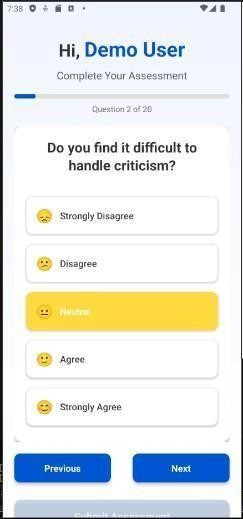 7:38
Hi, Demo User
Complete Your Assessment
Question 2 of 20
Do you find it difficult to
handle criticism?
Strongly Disagree
Disagree
Neutral
Agree
Strongly Agree
Previous
Next
Submit Assessment